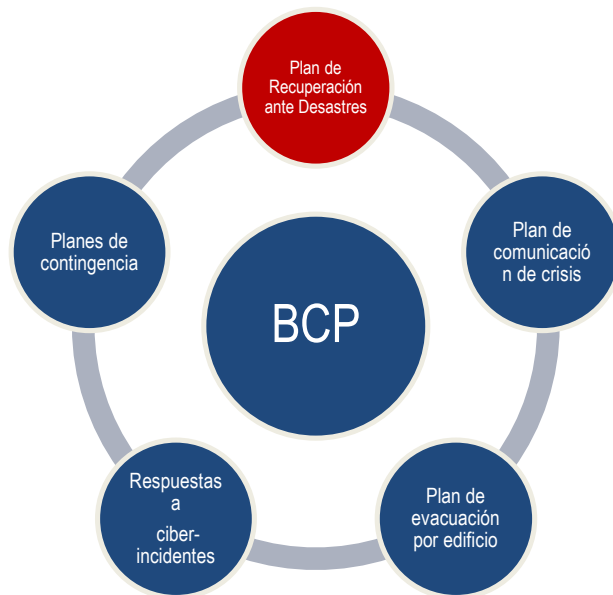 Plan de
Recuperación
ante Desastres
Planes de
contingencia
Plan de
comunicació
n de crisis
BCP
Respuestas
a
ciber-
incidentes
Plan de
evacuación
por edificio